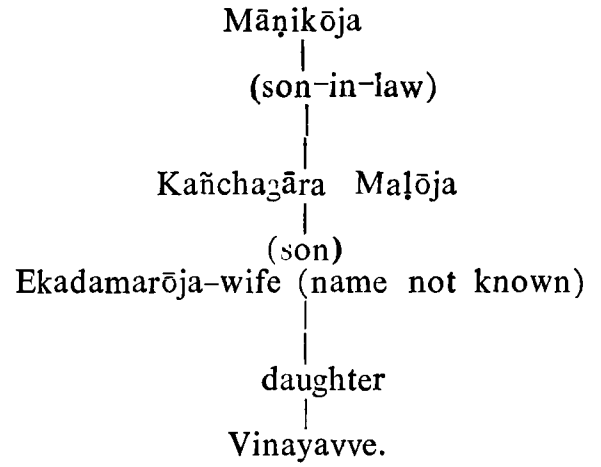 Māṇikōja
(son-in-law)
Kañchagāra Maḷōja
(son)
Ekadamarōja-wife (name not known)
daughter
Vinayavve.